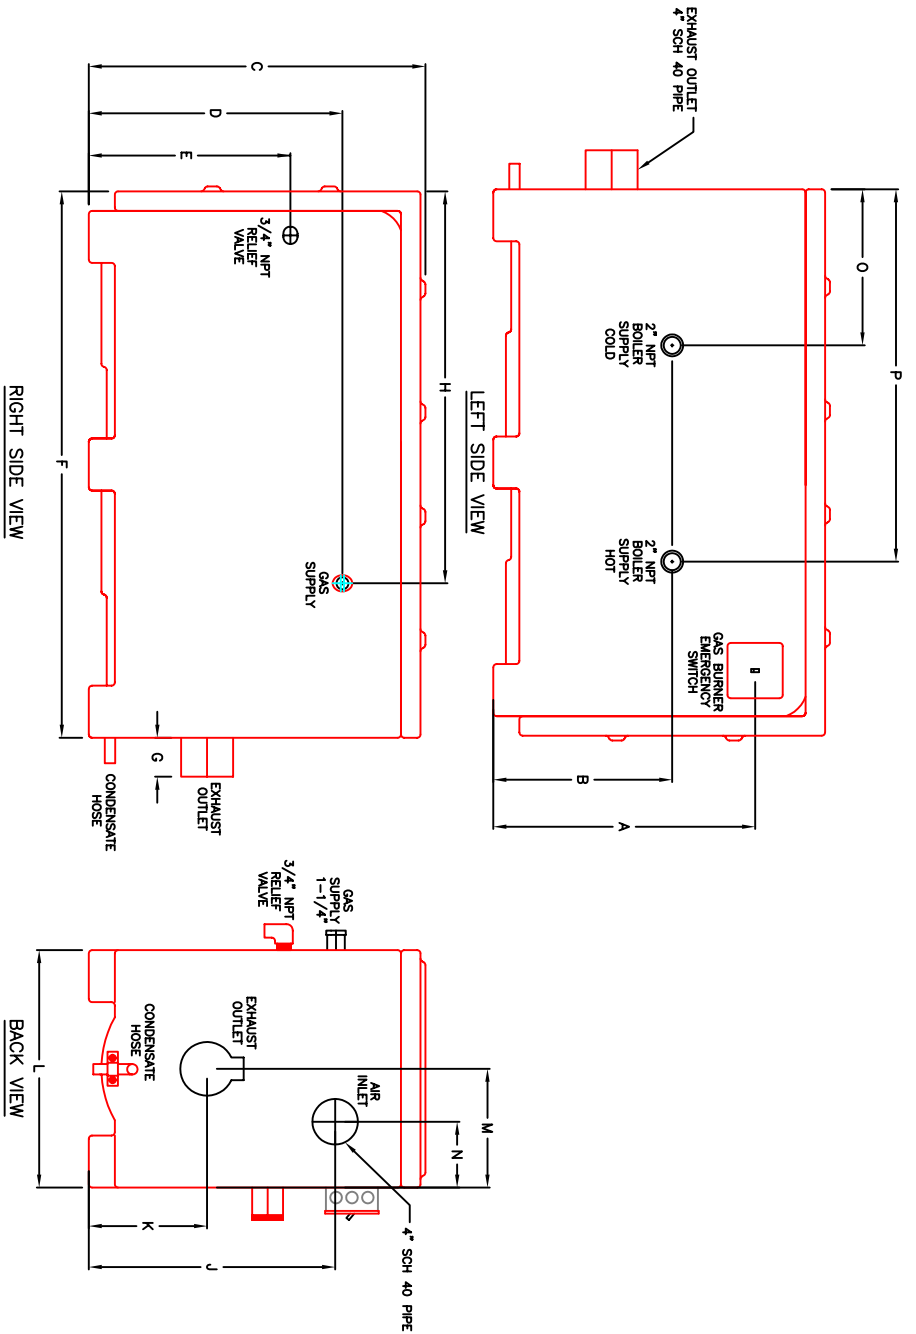 EXHAUST OUTLET
4" SCH 40 PIPE
O
P
2" NPT
BOILER
SUPPLY
COLD
2" NPT
BOILER
SUPPLY
HOT
GAS BURNER
EMERGENCY
SWITCH
B
A
LEFT SIDE VIEW
C
D
E
3/4" NPT
RELIEF
VALVE
H
F
GAS
SUPPLY
G
EXHAUST
OUTLET
CONDENSATE
HOSE
RIGHT SIDE VIEW
GAS
SUPPLY
1-1/4"
3/4" NPT
RELIEF
VALVE
EXHAUST
OUTLET
CONDENSATE
HOSE
AIR
INLET
M
N
L
K
J
4" SCH 40 PIPE
BACK VIEW